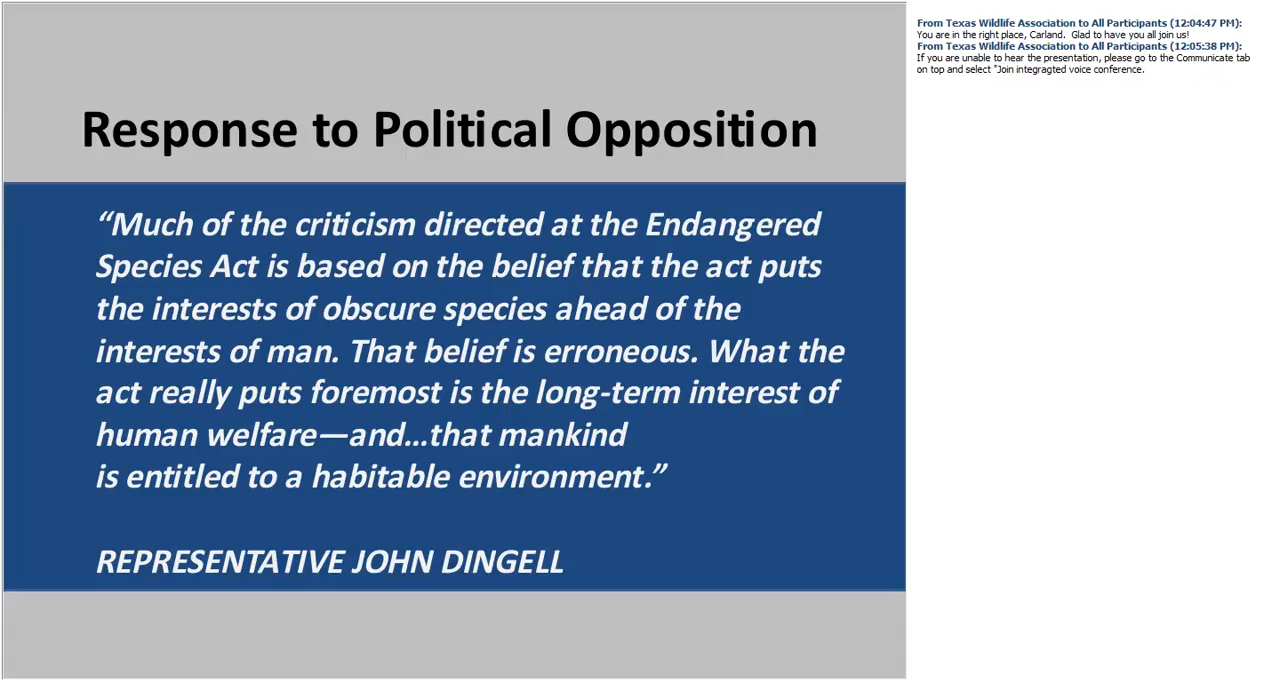 Response to Political Opposition
“Much of the criticism directed at the Endangered
Species Act is based on the belief that the act puts
the interests of obscure species ahead of the
interests of man. That belief is erroneous. What the
act really puts foremost is the long-term interest of
human welfare—and…that mankind
is entitled to a habitable environment.”
REPRESENTATIVE JOHN DINGELL
From Texas Wildlife Association to All Participants (12:04:47 PM):
You are in the right place, Carland.  Glad to have you all join us!
From Texas Wildlife Association to All Participants (12:05:38 PM):
If you are unable to hear the presentation, please go to the Communicate tab
on top and select "Join integragted voice conference.